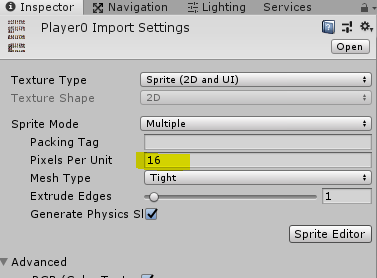 Inspector Navigation Lighting Services
Player0 Import Settings
Open
Texture Type Sprite (2D and UI)
Texture Shape 2D
Sprite Mode Multiple
Packing Tag
Pixels Per Unit 16
Mesh Type Tight
Extrude Edges 1
Generate Physics Sl
Sprite Editor
Advanced